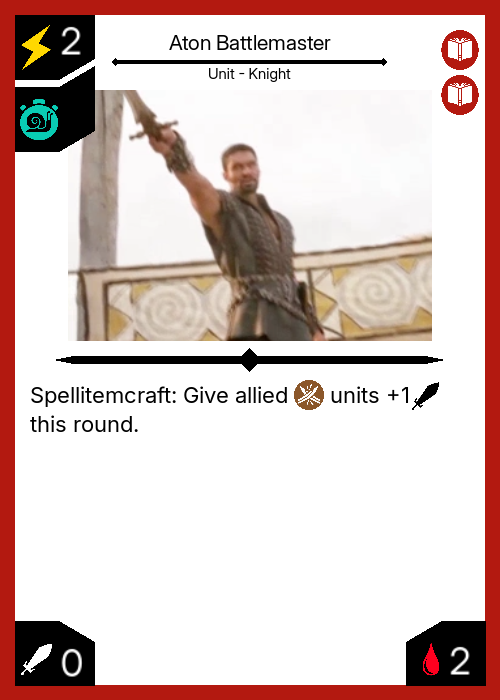 2
Aton Battlemaster
Unit - Knight
Spellitemcraft: Give allied units +1
this round.
0
2